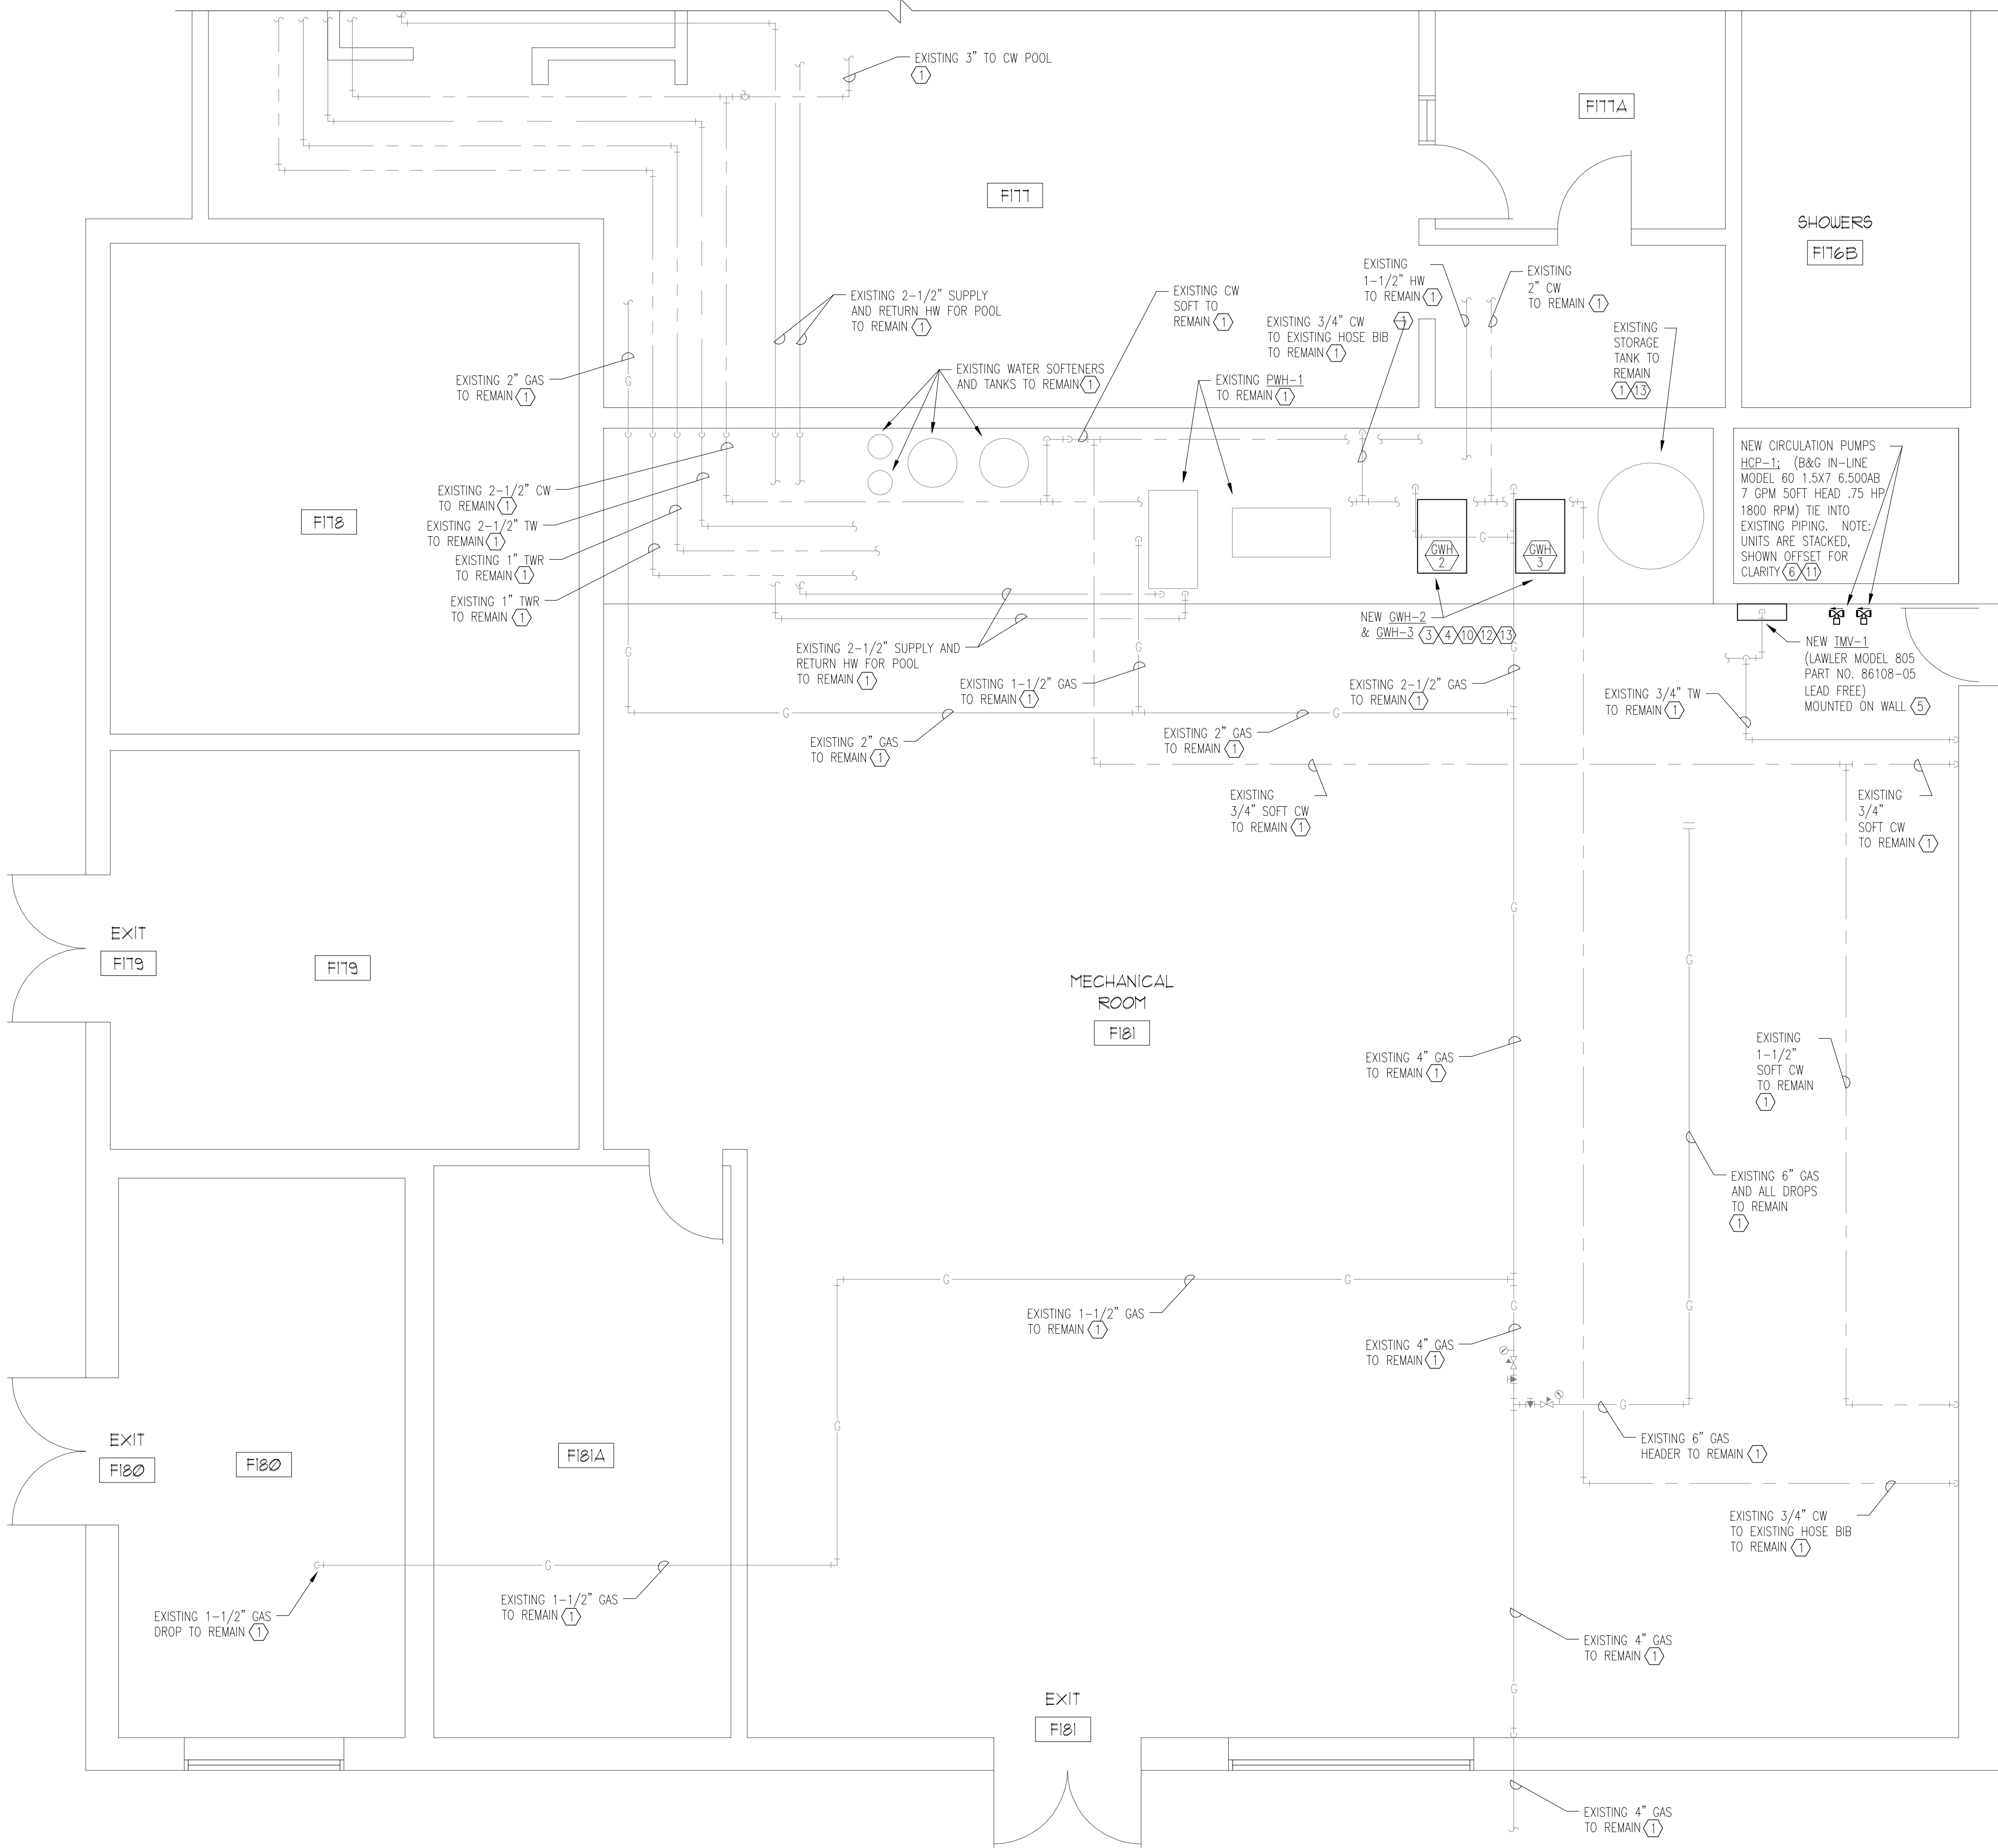 EXISTING 3" TO CW POOL
1
F177A
F177
SHOWERS
F176B
EXISTING 2-1/2" SUPPLY
AND RETURN HW FOR POOL
TO REMAIN 1
EXISTING CW
SOFT TO
REMAIN 1
EXISTING
1-1/2" HW
TO REMAIN 1
EXISTING
2" CW
TO REMAIN 1
EXISTING 3/4" CW
TO EXISTING HOSE BIB
TO REMAIN 1
1
EXISTING
STORAGE
TANK TO
REMAIN
1 13
EXISTING 2" GAS
TO REMAIN 1
G
EXISTING WATER SOFTENERS
AND TANKS TO REMAIN 1
EXISTING PWH-1
TO REMAIN 1
NEW CIRCULATION PUMPS
HCP-1; (B&G IN-LINE
MODEL 60 1.5X7 6.500AB
7 GPM 50FT HEAD .75 HP
1800 RPM) TIE INTO
EXISTING PIPING. NOTE:
UNITS ARE STACKED,
SHOWN OFFSET FOR
CLARITY 6 11
EXISTING 2-1/2" CW
TO REMAIN 1
EXISTING 2-1/2" TW
TO REMAIN 1
EXISTING 1" TWR
TO REMAIN 1
EXISTING 1" TWR
TO REMAIN 1
F178
G
GWH
2
GWH
3
NEW GWH-2
& GWH-3 3 4 10 12 13
G
G
G
EXISTING 2-1/2" SUPPLY AND
RETURN HW FOR POOL
TO REMAIN 1
EXISTING 1-1/2" GAS
TO REMAIN 1
EXISTING 2-1/2" GAS
TO REMAIN 1
NEW TMV-1
(LAWLER MODEL 805
PART NO. 86108-05
LEAD FREE)
MOUNTED ON WALL 5
EXISTING 3/4" TW
TO REMAIN 1
G
G
EXISTING 2" GAS
TO REMAIN 1
EXISTING 2" GAS
TO REMAIN 1
EXISTING
3/4" SOFT CW
TO REMAIN 1
EXISTING
3/4"
SOFT CW
TO REMAIN 1
G
G
EXIT
F179
F179
MECHANICAL
ROOM
F181
EXISTING 4" GAS
TO REMAIN 1
EXISTING
1-1/2"
SOFT CW
TO REMAIN
1
EXISTING 6" GAS
AND ALL DROPS
TO REMAIN
1
G
G
G
G
EXISTING 1-1/2" GAS
TO REMAIN 1
EXISTING 4" GAS
TO REMAIN 1
G
G
EXISTING 6" GAS
HEADER TO REMAIN 1
EXIT
F180
F180
F181A
EXISTING 3/4" CW
TO EXISTING HOSE BIB
TO REMAIN 1
G
EXISTING 1-1/2" GAS
DROP TO REMAIN 1
EXISTING 1-1/2" GAS
TO REMAIN 1
EXISTING 4" GAS
TO REMAIN 1
G
EXIT
F181
EXISTING 4" GAS
TO REMAIN 1